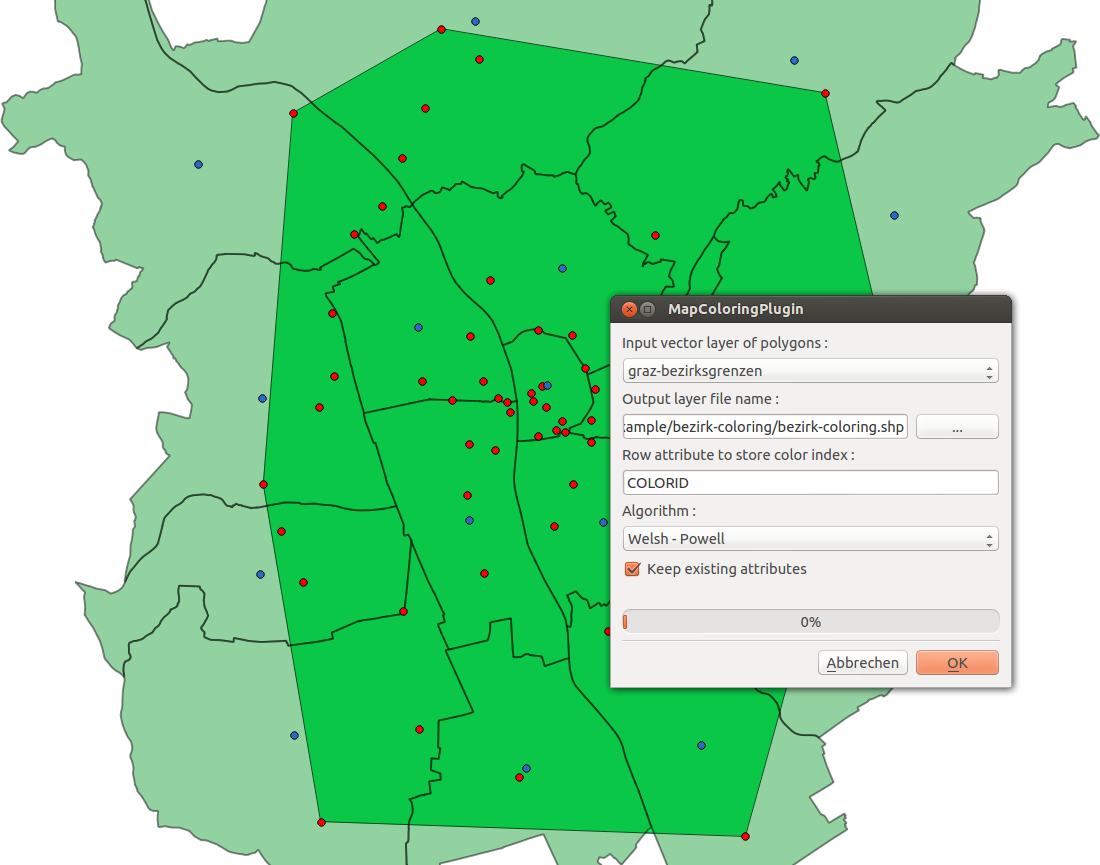 MapColoringPlugin
Input vector layer of polygons :
graz-bezirksgrenzen
Output layer file name :
ample/bezirk-coloring/bezirk-coloring.shp
...
Row attribute to store color index :
COLORID
Algorithm :
Welsh - Powell
Keep existing attributes
0%
Abbrechen
OK